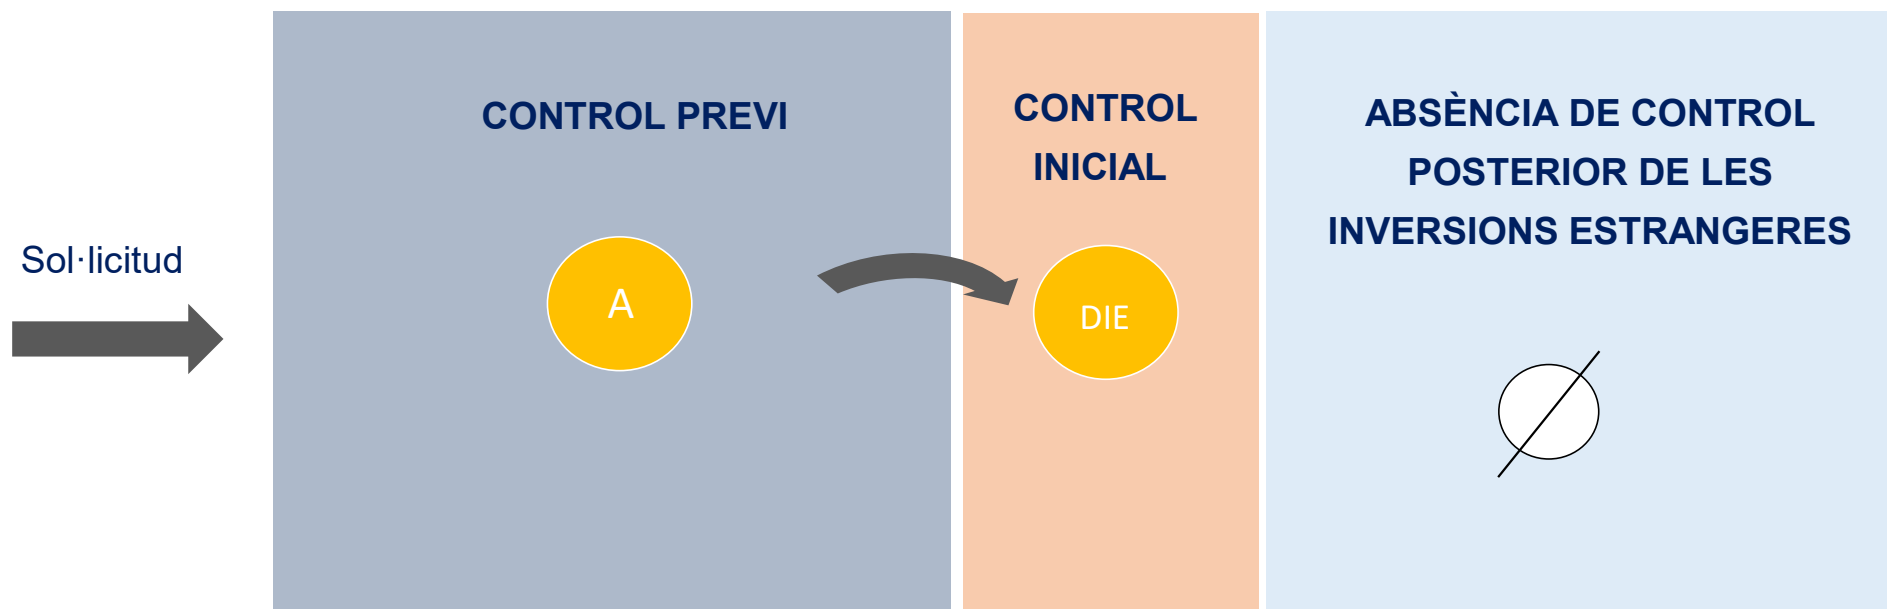 Sol·licitud
CONTROL PREVI
A
CONTROL
INICIAL
DIE
ABSÈNCIA DE CONTROL
POSTERIOR DE LES
INVERSIONS ESTRANGERES